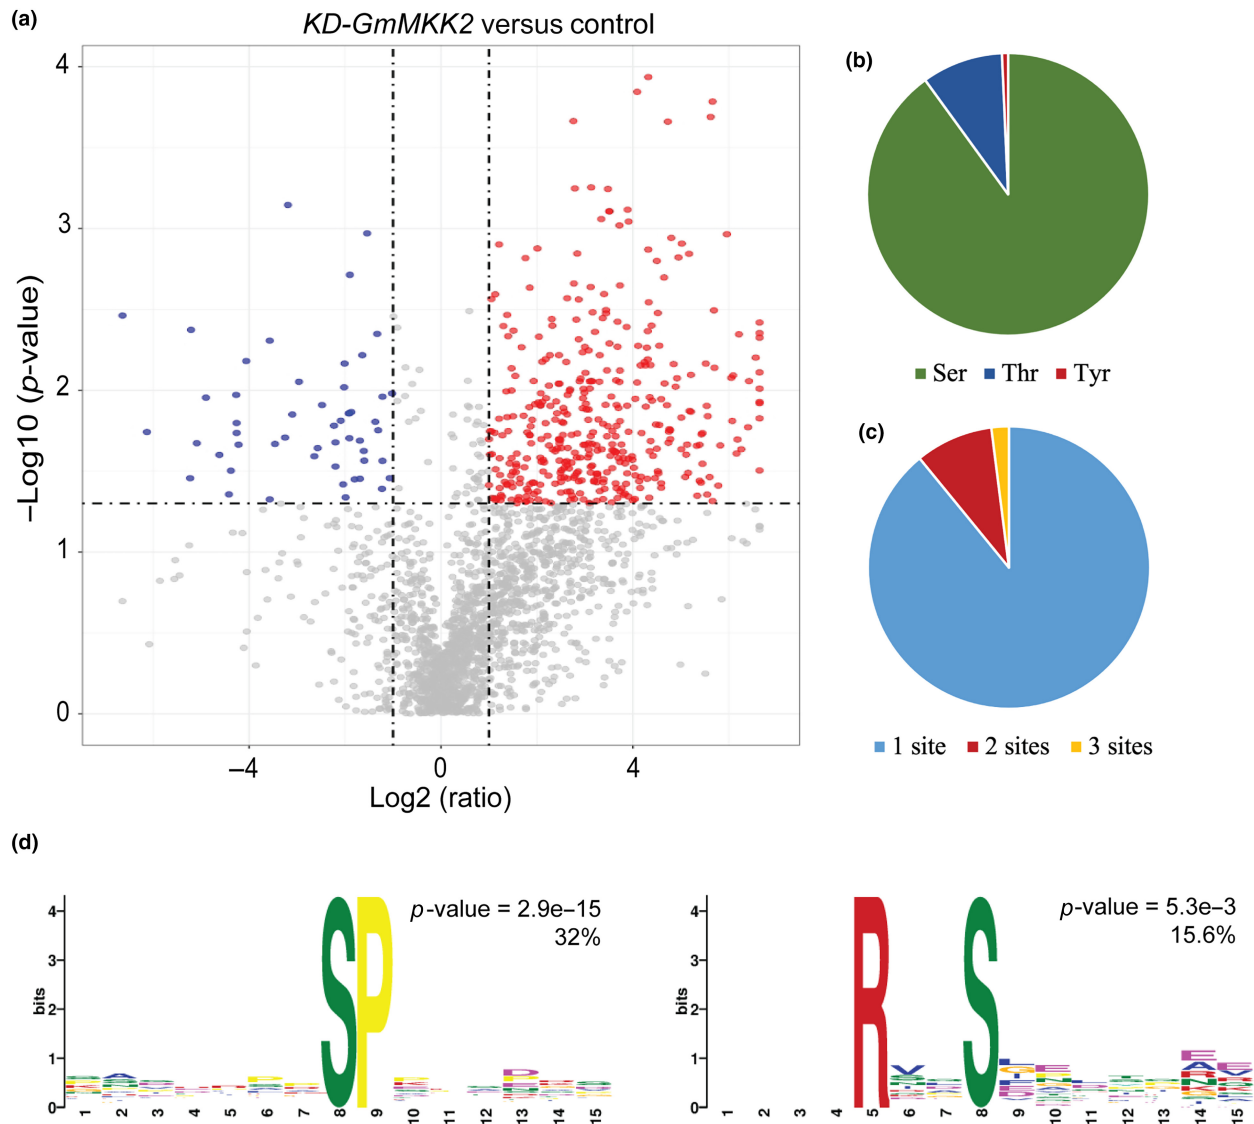 (a)
KD-GmMKK2 versus control
–Log10 (p-value)
4
3
2
1
0
–4 0 4
Log2 (ratio)
(b)
Ser Thr Tyr
(c)
1 site 2 sites 3 sites
(d)
bits
4
3
2
1
0
SP
p-value = 2.9e–15
32%
1 2 3 4 5 6 7 8 9 10 11 12 13 14 15
bits
4
3
2
1
0
R S
p-value = 5.3e–3
15.6%
1 2 3 4 5 6 7 8 9 10 11 12 13 14 15